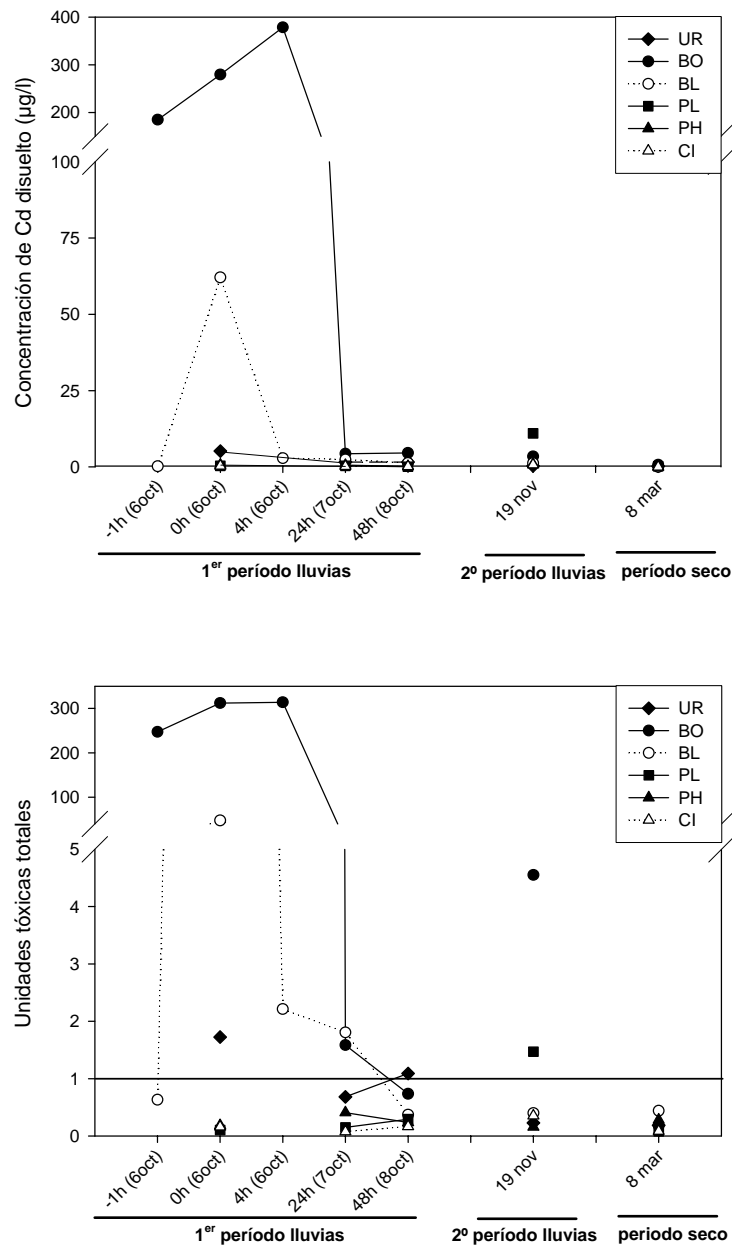 Concentración de Cd disuelto (µg/l)
400
300
200
100
75
50
25
0
UR
BO
BL
PL
PH
CI
-1h (6oct)
0h (6oct)
4h (6oct)
24h (7oct)
48h (8oct)
19 nov
8 mar
1er período lluvias
2º período lluvias
período seco
Unidades tóxicas totales
300
200
100
5
4
3
2
1
0
UR
BO
BL
PL
PH
CI
-1h (6oct)
0h (6oct)
4h (6oct)
24h (7oct)
48h (8oct)
19 nov
8 mar
1er período lluvias
2º período lluvias
periodo seco